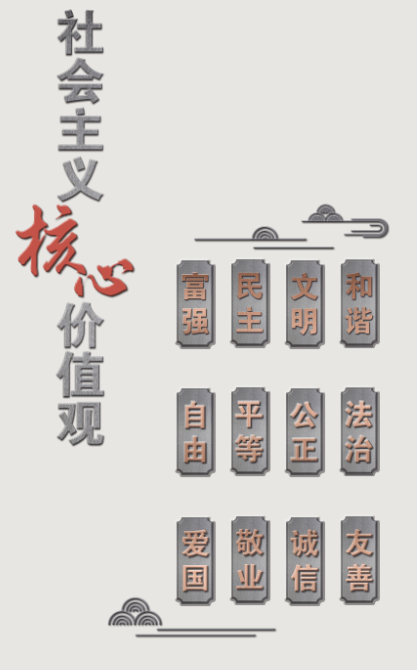 社会主义核心价值观
富强
民主
文明
和谐
自由
平等
公正
法治
爱国
敬业
诚信
友善